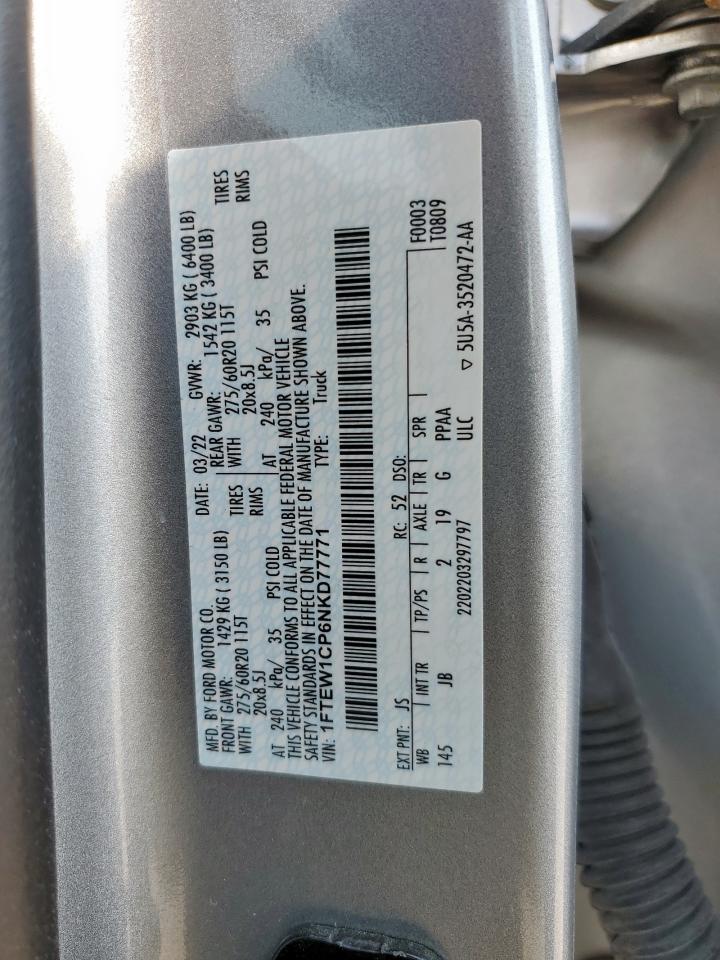 MFD. BY FORD MOTOR CO.
DATE: 03/22 GVWR: 2903 KG ( 6400 LB)
FRONT GAWR: 1429 KG ( 3150 LB) REAR GAWR: 1542 KG ( 3400 LB)
WITH 275/60R20 115T TIRES WITH 275/60R20 115T TIRES
20x8.5J RIMS 20x8.5J RIMS
AT 240 kPa/ 35 PSI COLD AT 240 kPa/ 35 PSI COLD
THIS VEHICLE CONFORMS TO ALL APPLICABLE FEDERAL MOTOR VEHICLE
SAFETY STANDARDS IN EFFECT ON THE DATE OF MANUFACTURE SHOWN ABOVE.
VIN: 1FTEW1CP6NKD77771 TYPE: Truck
F0003
T0809
EXT PNT: JS RC: 52 DSO:
WB INT TR TP/PS R AXLE TR SPR
145 JB 2 19 G PPAA
2202203297797 ULC ▽ 5U5A-3520472-AA